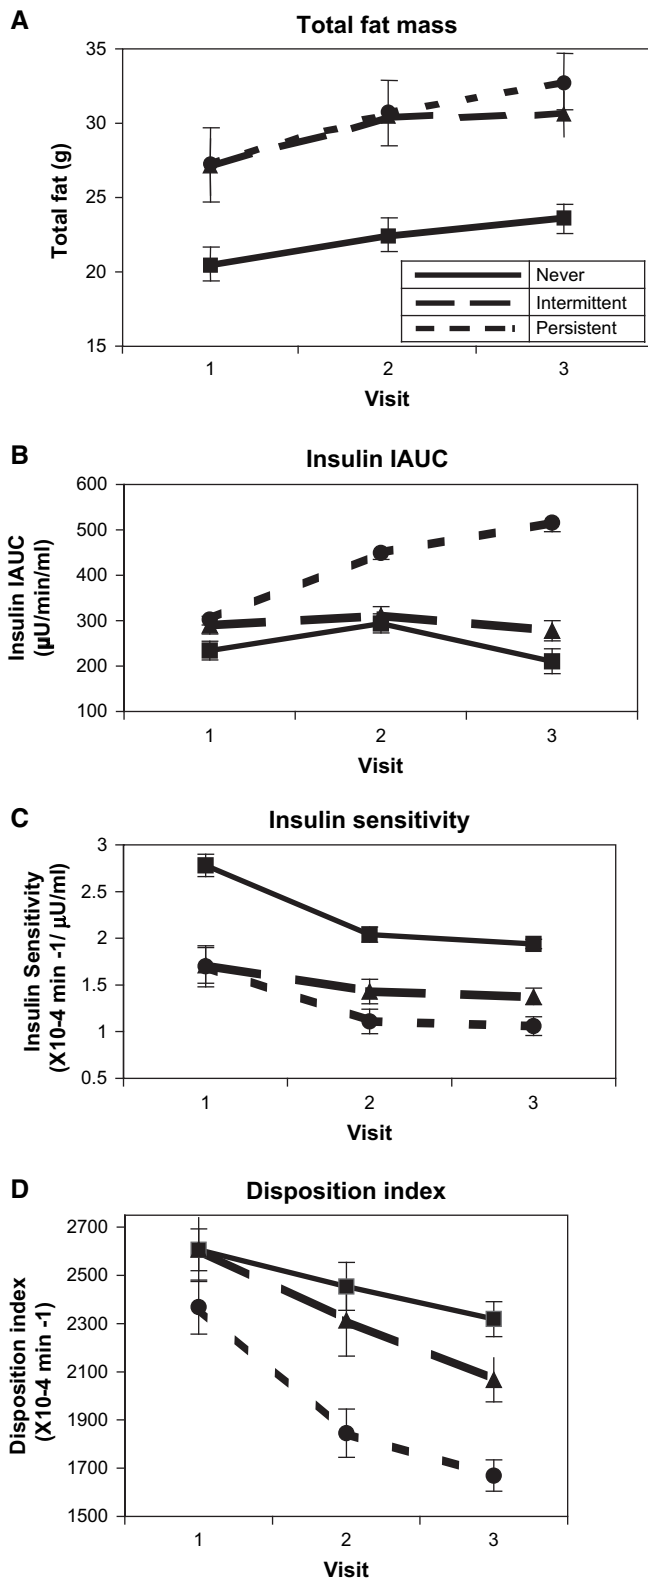 A
Total fat mass
35
30
25
20
15
Total fat (g)
Never
Intermittent
Persistent
1 2 3
Visit
B
Insulin IAUC
600
500
400
300
200
100
Insulin IAUC
(µU/min/ml)
1 2 3
Visit
C
Insulin sensitivity
3
2.5
2
1.5
1
0.5
Insulin Sensitivity
(X10-4 min -1/ µU/ml)
1 2 3
Visit
D
Disposition index
2700
2500
2300
2100
1900
1700
1500
Disposition index
(X10-4 min -1)
1 2 3
Visit